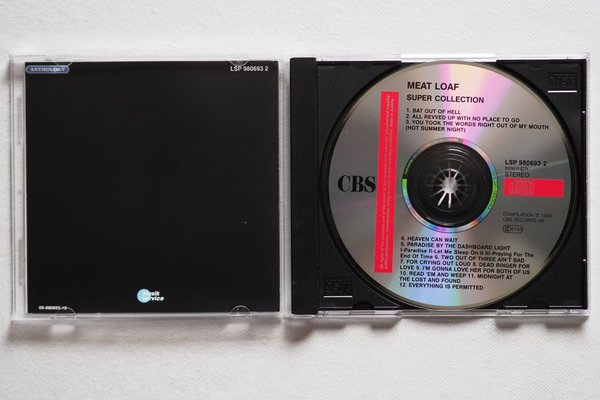 ANTHOLOGY
LSP 980693 2
Musik
Service
MEAT LOAF
SUPER COLLECTION
1. BAT OUT OF HELL
2. ALL REVVED UP WITH NO PLACE TO GO
3. YOU TOOK THE WORDS RIGHT OUT OF MY MOUTH
(HOT SUMMER NIGHT)
LSP 980693 2
STEREO
CBS
COMPILATION ℗ 1988
CBS RECORDS AB
4. HEAVEN CAN WAIT
5. PARADISE BY THE DASHBOARD LIGHT
I-Paradise II-Let Me Sleep On It III-Praying For The
End Of Time 6. TWO OUT OF THREE AIN'T BAD
7. FOR CRYING OUT LOUD 8. DEAD RINGER FOR
LOVE 9. I'M GONNA LOVE HER FOR BOTH OF US
10. READ 'EM AND WEEP 11. MIDNIGHT AT
THE LOST AND FOUND
12. EVERYTHING IS PERMITTED